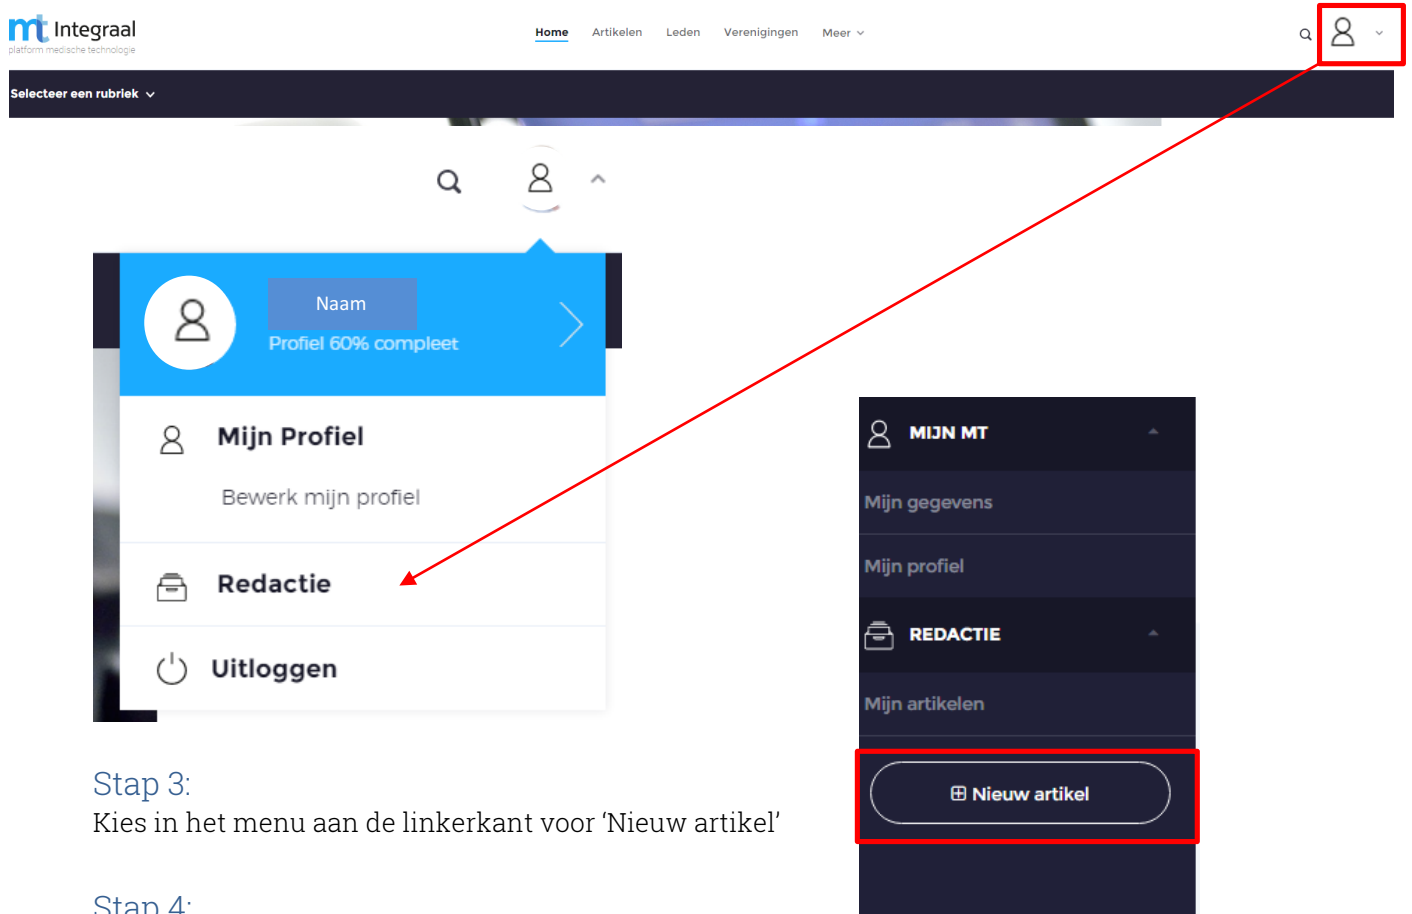 mt Integraal
platform medische technologie
Home Artikelen Leden Verenigingen Meer
Selecteer een rubriek
Naam
Profiel 60% compleet
Mijn Profiel
Bewerk mijn profiel
Redactie
Uitloggen
MIJN MT
Mijn gegevens
Mijn profiel
REDACTIE
Mijn artikelen
Nieuw artikel
Stap 3:
Kies in het menu aan de linkerkant voor ‘Nieuw artikel’
Stap 4: